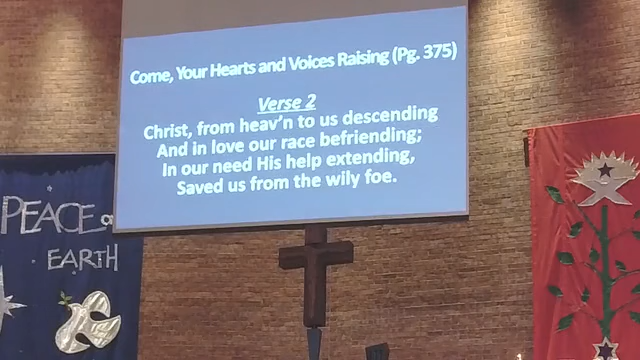 Come, Your Hearts and Voices Raising (Pg. 375)
Verse 2
Christ, from heav'n to us descending
And in love our race befriending;
In our need His help extending,
Saved us from the wily foe.
PEACE o
EARTH